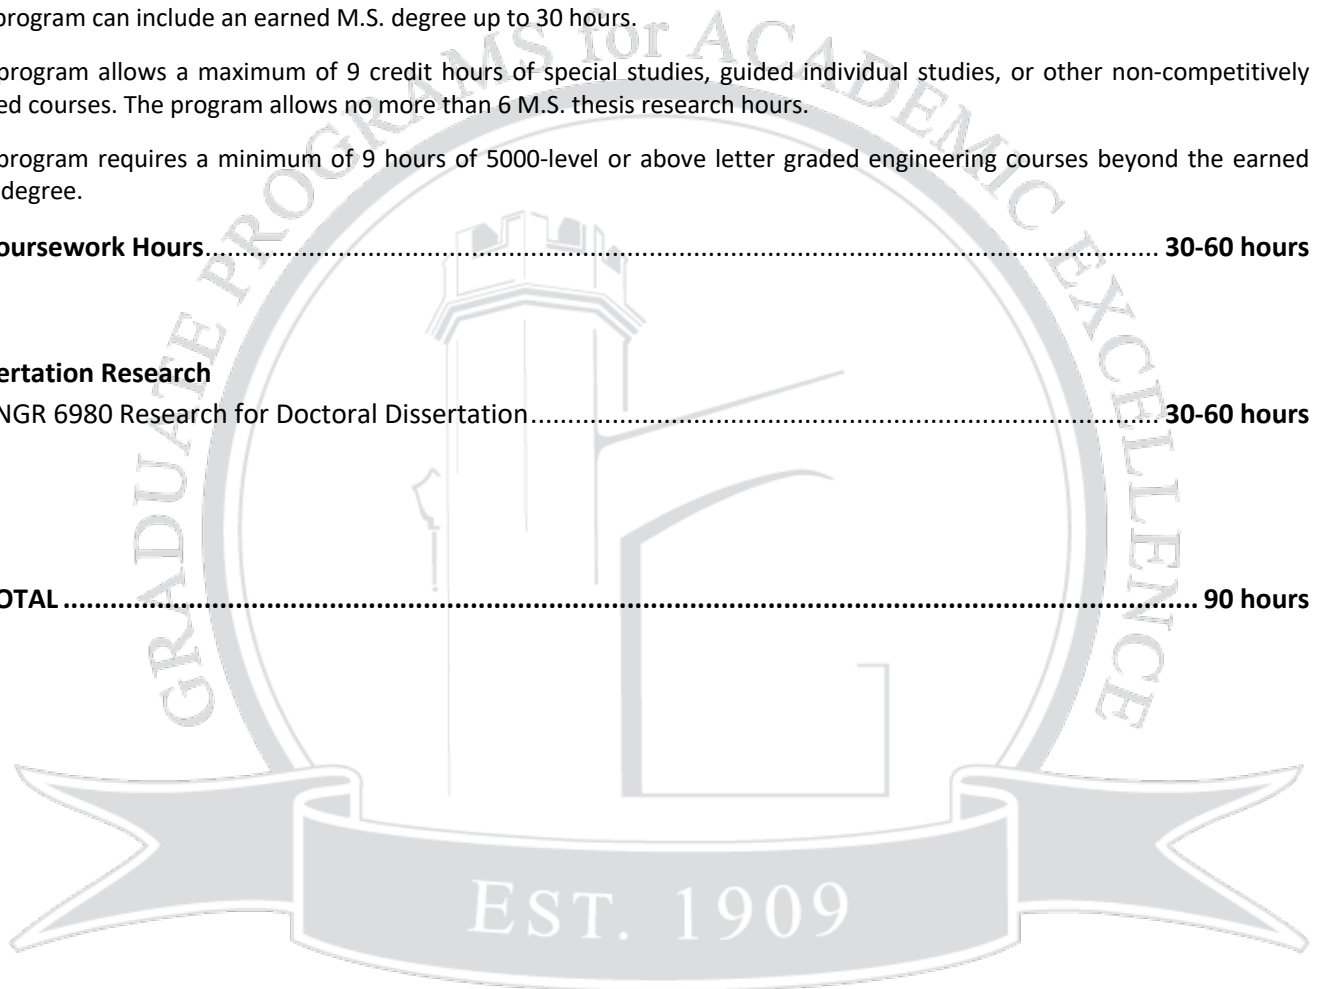 program can include an earned M.S. degree up to 30 hours.
program allows a maximum of 9 credit hours of special studies, guided individual studies, or other non-competitively
ed courses. The program allows no more than 6 M.S. thesis research hours.
program requires a minimum of 9 hours of 5000-level or above letter graded engineering courses beyond the earned
degree.
oursework Hours........................................................................................................................ 30-60 hours
ertation Research
NGR 6980 Research for Doctoral Dissertation.................................................................................. 30-60 hours
OTAL ................................................................................................................................................ 90 hours
GRADUATE PROGRAMS for ACADEMIC EXCELLENCE
EST. 1909